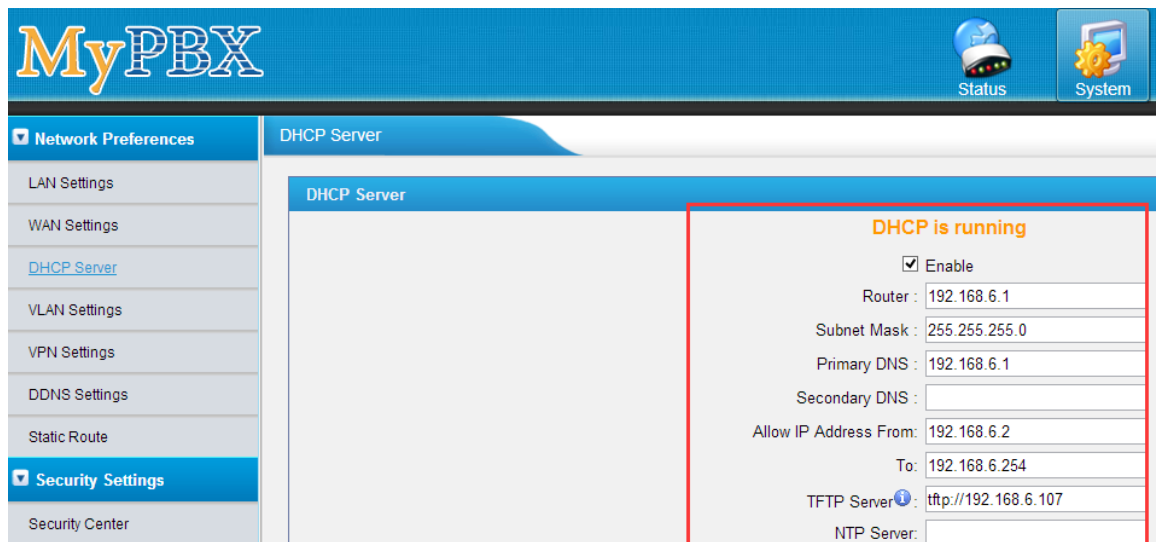 MyPBX
Status
System
Network Preferences
DHCP Server
LAN Settings
DHCP Server
WAN Settings
DHCP is running
DHCP Server
Enable
Router : 192.168.6.1
VLAN Settings
Subnet Mask : 255.255.255.0
VPN Settings
Primary DNS : 192.168.6.1
DDNS Settings
Secondary DNS :
Static Route
Allow IP Address From: 192.168.6.2
To: 192.168.6.254
Security Settings
TFTP Server : tftp://192.168.6.107
Security Center
NTP Server: